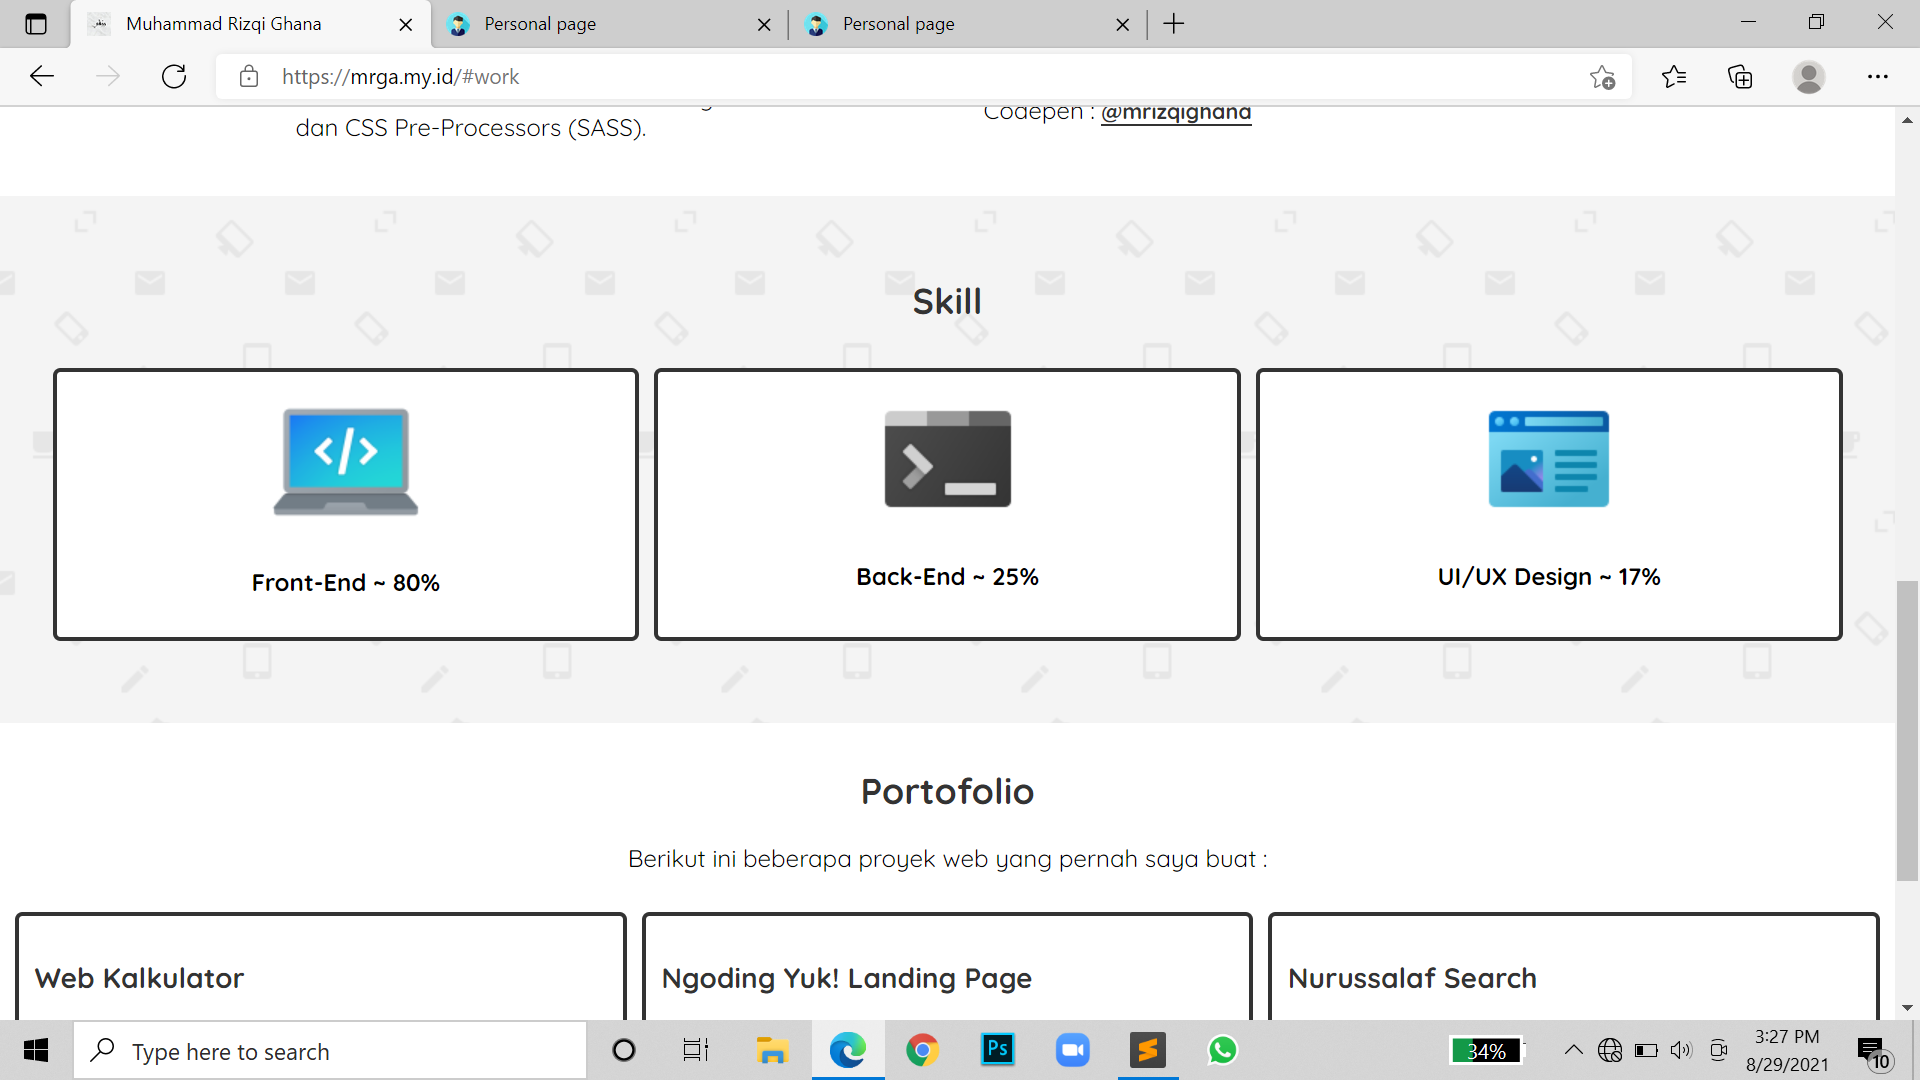 Muhammad Rizqi Ghana
Personal page
Personal page
https://mrga.my.id/#work
dan CSS Pre-Processors (SASS).
Codepen : @mrizqighana
Skill
Front-End ~ 80%
Back-End ~ 25%
UI/UX Design ~ 17%
Portofolio
Berikut ini beberapa proyek web yang pernah saya buat :
Web Kalkulator
Ngoding Yuk! Landing Page
Nurussalaf Search
Type here to search
Ps
34%
3:27 PM
8/29/2021
10